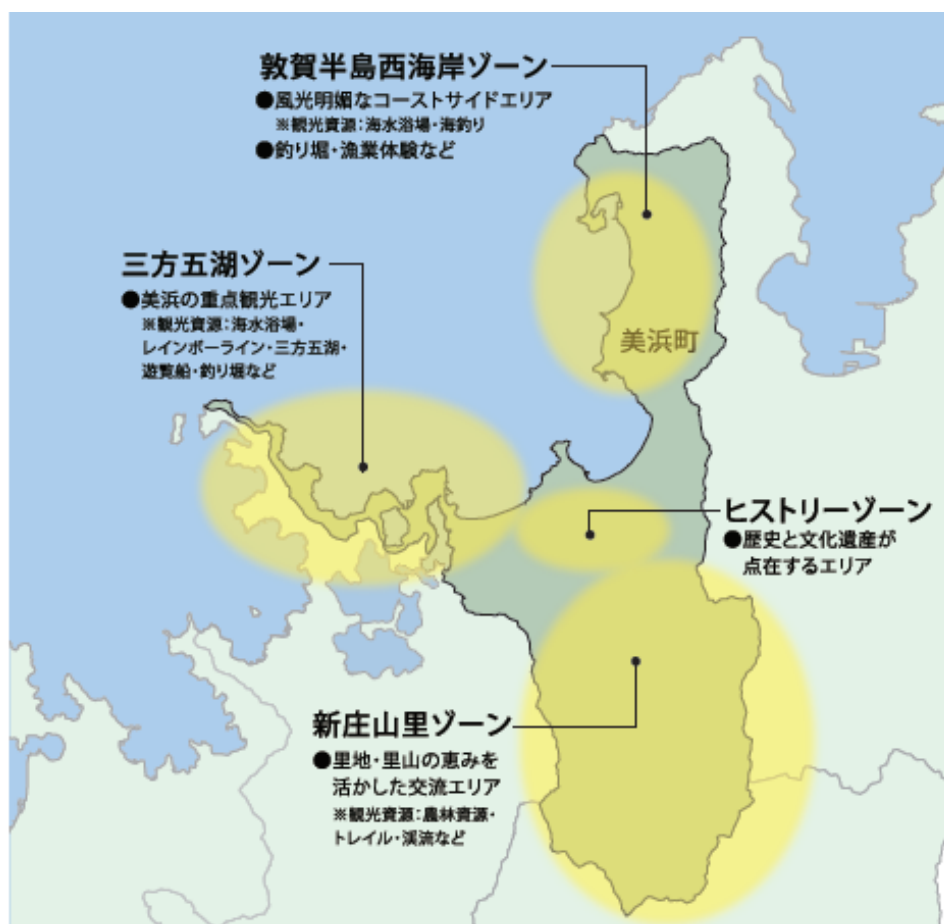 敦賀半島西海岸ゾーン
●風光明媚なコーストサイドエリア
※観光資源:海水浴場・海釣り
●釣り堀・漁業体験など
三方五湖ゾーン
●美浜の重点観光エリア
※観光資源:海水浴場・
レインボーライン・三方五湖・
遊覧船・釣り堀など
美浜町
ヒストリーゾーン
●歴史と文化遺産が
点在するエリア
新庄山里ゾーン
●里地・里山の恵みを
活かした交流エリア
※観光資源:農林資源・
トレイル・渓流など